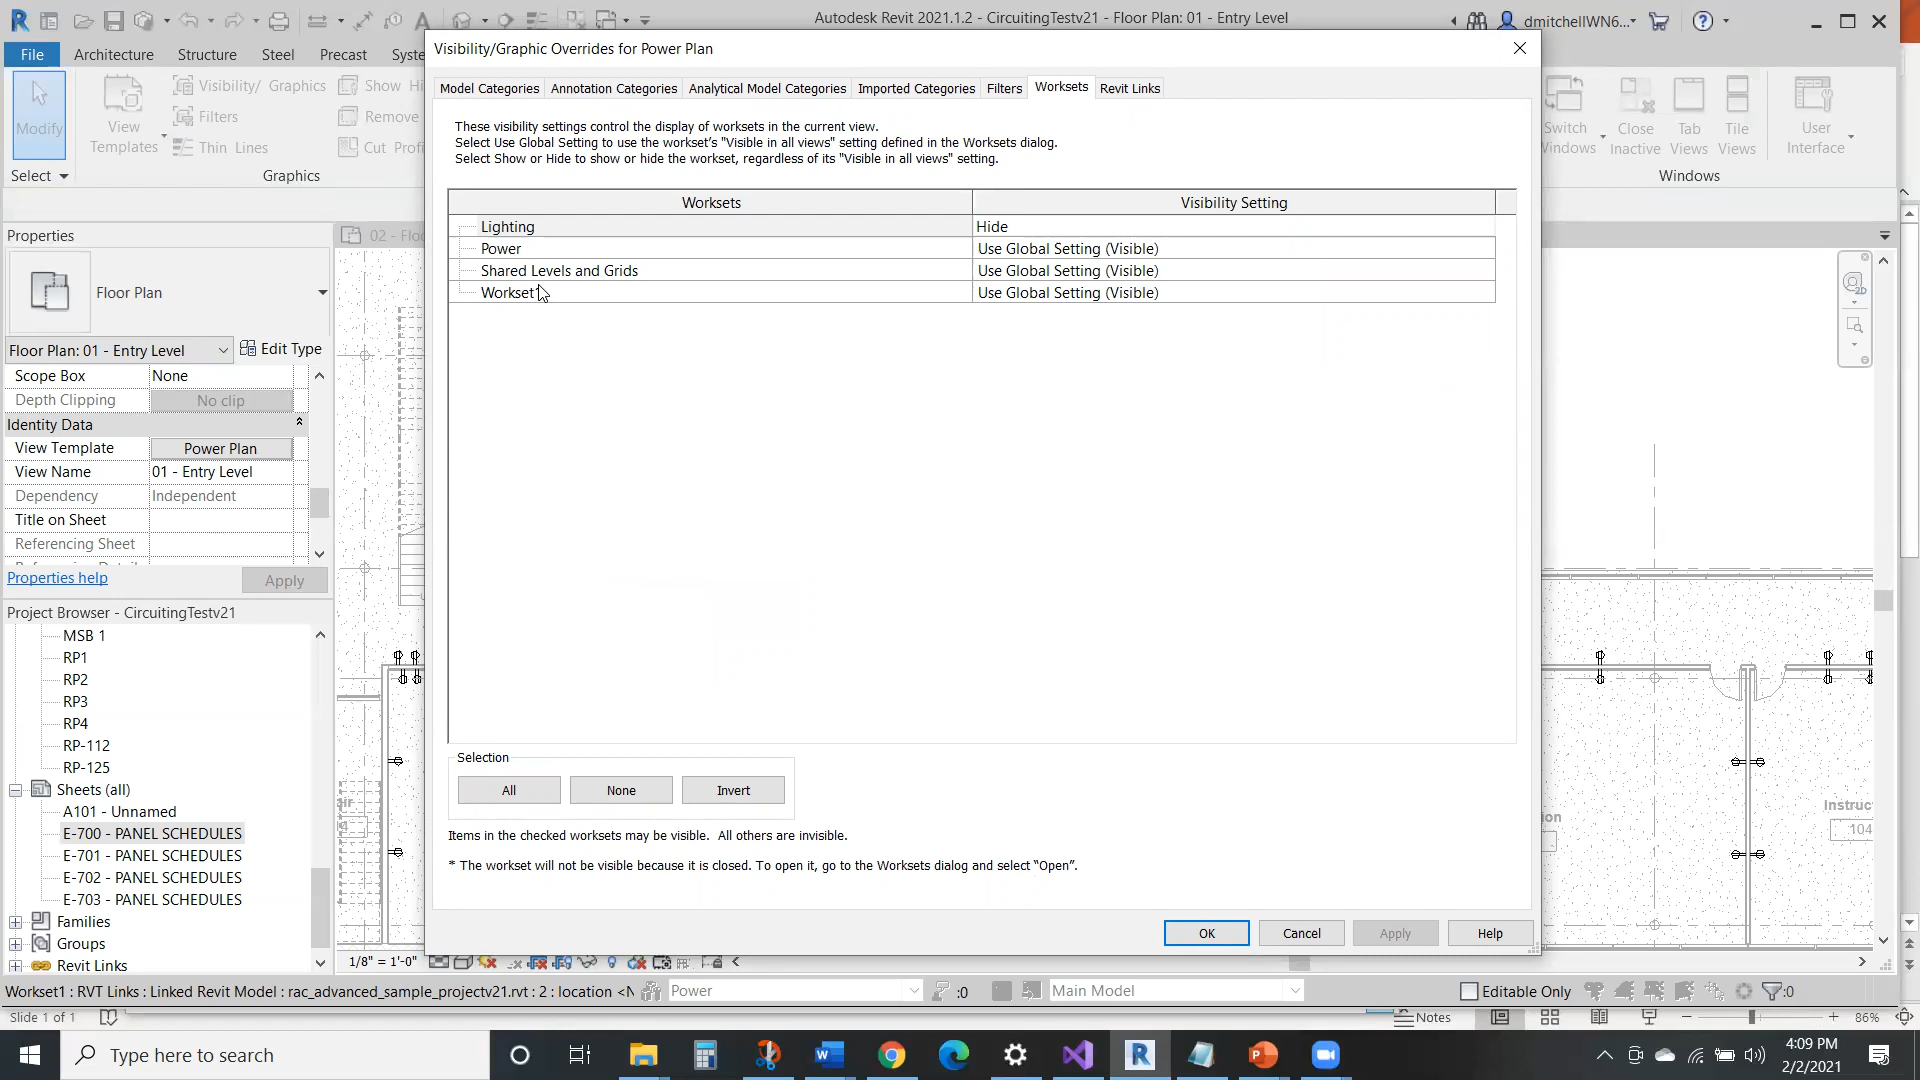 Autodesk Revit 2021.1.2 - CircuitingTestv21 - Floor Plan: 01 - Entry Level
dmitchellWN6...
File Architecture Structure Steel Precast Syste
Modify
View Templates
Visibility/ Graphics
Filters
Thin Lines
Show Hi
Remove
Cut Profi
Switch Windows
Close Inactive
Tab Views
Tile Views
User Interface
Select
Graphics
Windows
Visibility/Graphic Overrides for Power Plan
Model Categories Annotation Categories Analytical Model Categories Imported Categories Filters Worksets Revit Links
These visibility settings control the display of worksets in the current view.
Select Use Global Setting to use the workset's "Visible in all views" setting defined in the Worksets dialog.
Select Show or Hide to show or hide the workset, regardless of its "Visible in all views" setting.
Worksets Visibility Setting
Lighting Hide
Power Use Global Setting (Visible)
Shared Levels and Grids Use Global Setting (Visible)
Workset Use Global Setting (Visible)
Selection
All None Invert
Items in the checked worksets may be visible. All others are invisible.
* The workset will not be visible because it is closed. To open it, go to the Worksets dialog and select "Open".
OK Cancel Apply Help
Properties
02 - Floo
Floor Plan
Floor Plan: 01 - Entry Level
Edit Type
Scope Box None
Depth Clipping No clip
Identity Data
View Template Power Plan
View Name 01 - Entry Level
Dependency Independent
Title on Sheet
Referencing Sheet
Properties help
Apply
Project Browser - CircuitingTestv21
MSB 1
RP1
RP2
RP3
RP4
RP-112
RP-125
Sheets (all)
A101 - Unnamed
E-700 - PANEL SCHEDULES
E-701 - PANEL SCHEDULES
E-702 - PANEL SCHEDULES
E-703 - PANEL SCHEDULES
Families
Groups
Revit Links
2D
air
4
ion
Instruc
104
1/8" = 1'-0"
Workset1 : RVT Links : Linked Revit Model : rac_advanced_sample_projectv21.rvt : 2 : location <N
Power
:0
Main Model
Editable Only
:0
Slide 1 of 1
Notes
86%
Type here to search
4:09 PM
2/2/2021